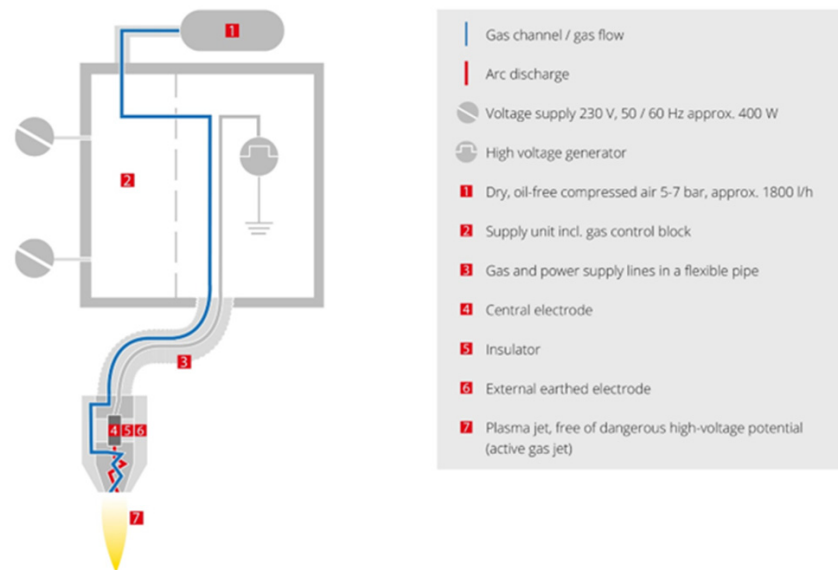 1
2
3
4 5 6
7
Gas channel / gas flow
Arc discharge
Voltage supply 230 V, 50 / 60 Hz approx. 400 W
High voltage generator
1 Dry, oil-free compressed air 5-7 bar, approx. 1800 l/h
2 Supply unit incl. gas control block
3 Gas and power supply lines in a flexible pipe
4 Central electrode
5 Insulator
6 External earthed electrode
7 Plasma jet, free of dangerous high-voltage potential
(active gas jet)